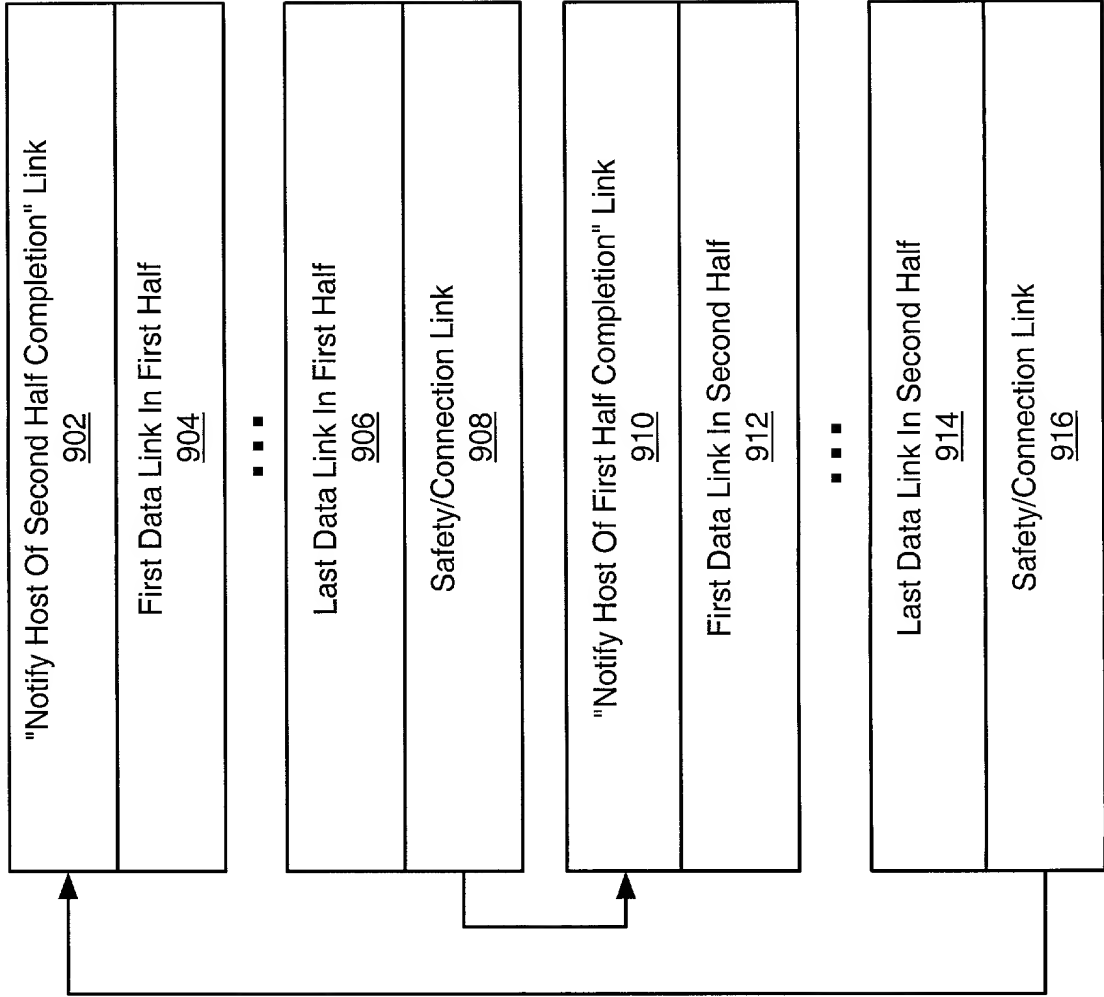 "Notify Host Of Second Half Completion" Link
902
First Data Link In First Half
904
Last Data Link In First Half
906
Safety/Connection Link
908
"Notify Host Of First Half Completion" Link
910
First Data Link In Second Half
912
Last Data Link In Second Half
914
Safety/Connection Link
916